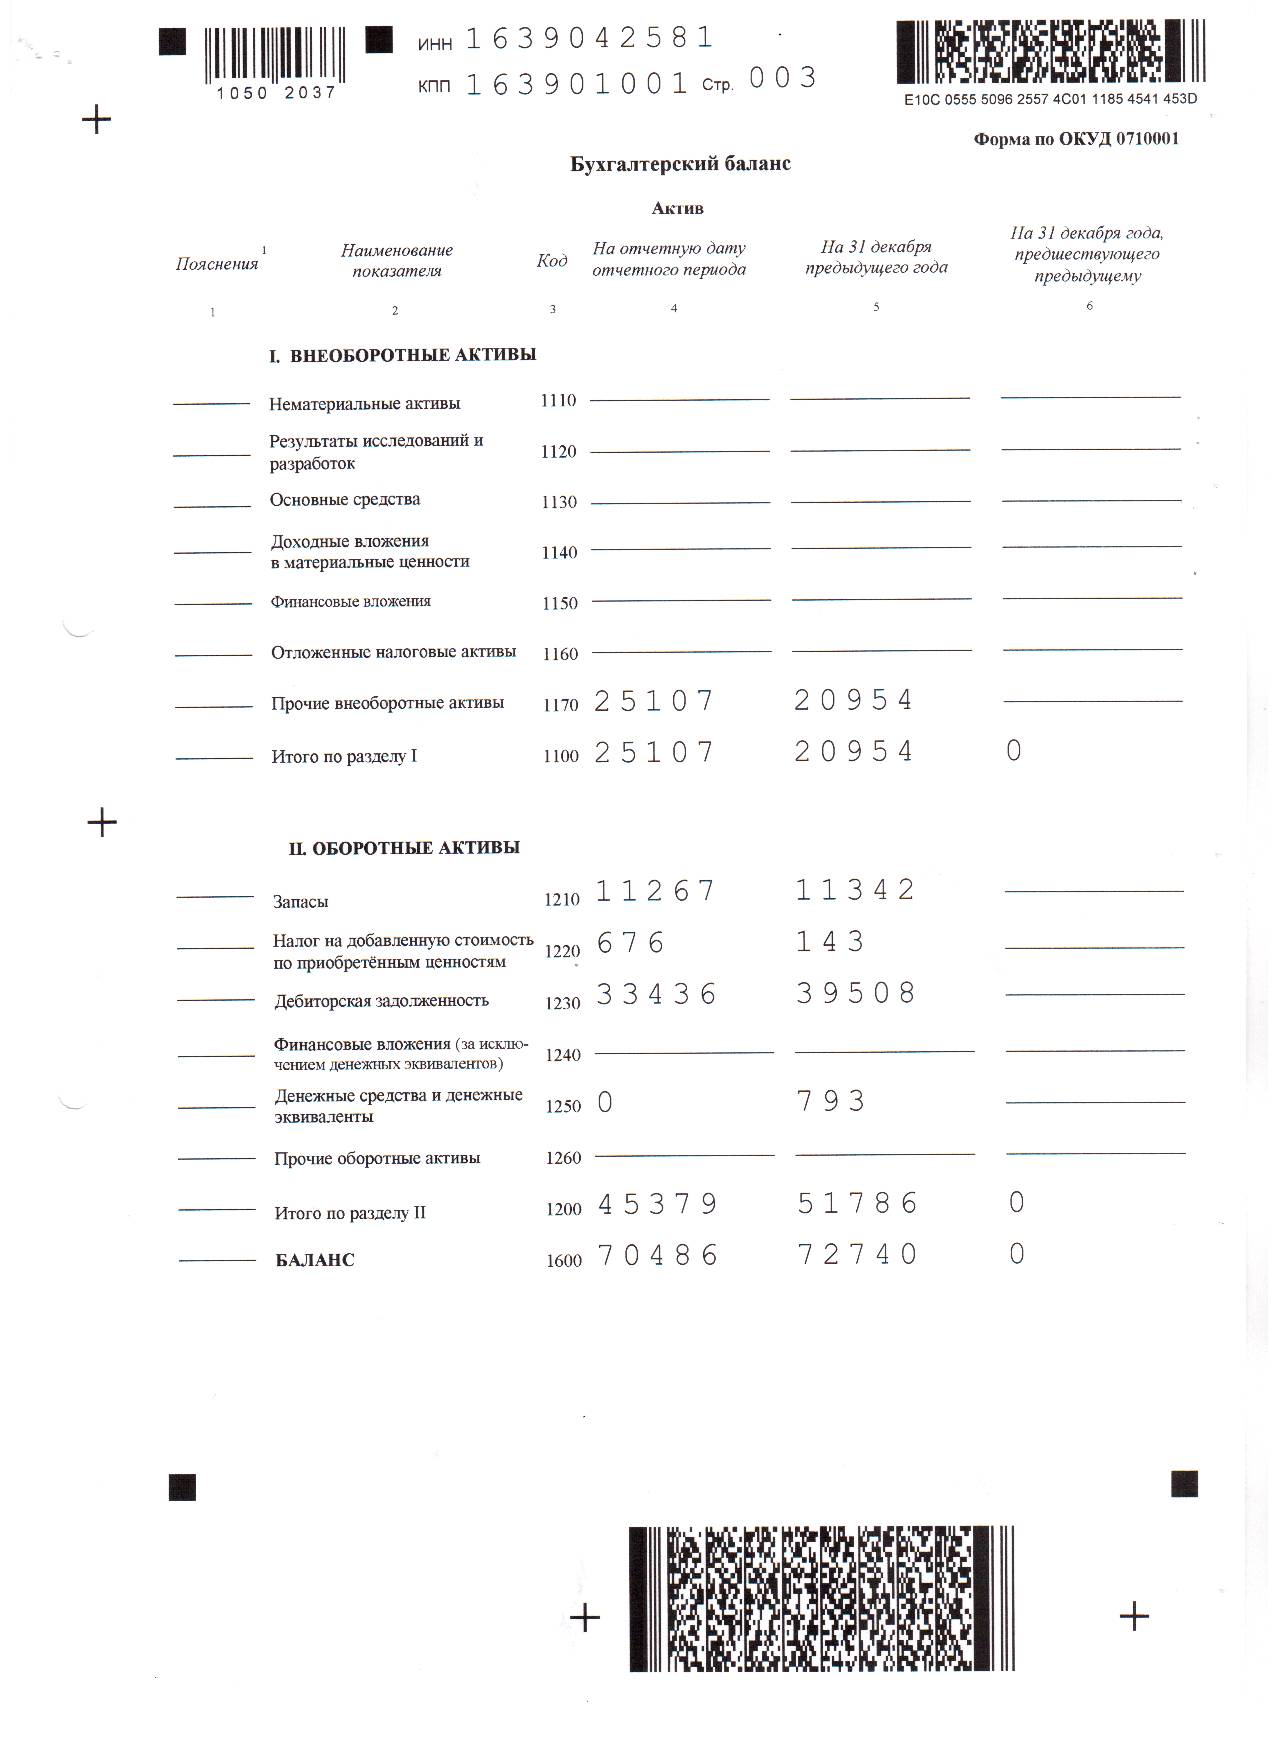 ИНН 1639042581
1050 2037
КПП 163901001 Стр. 003
E10C 0555 5096 2557 4C01 1185 4541 453D
Форма по ОКУД 0710001
Бухгалтерский баланс
Актив
Пояснения 1 Наименование показателя Код На отчетную дату отчетного периода На 31 декабря предыдущего года На 31 декабря года, предшествующего предыдущему
1 2 3 4 5 6
I. ВНЕОБОРОТНЫЕ АКТИВЫ
Нематериальные активы 1110
Результаты исследований и
разработок 1120
Основные средства 1130
Доходные вложения
в материальные ценности 1140
Финансовые вложения 1150
Отложенные налоговые активы 1160
Прочие внеоборотные активы 1170 25107 20954
Итого по разделу I 1100 25107 20954 0
II. ОБОРОТНЫЕ АКТИВЫ
Запасы 1210 11267 11342
Налог на добавленную стоимость
по приобретённым ценностям 1220 676 143
Дебиторская задолженность 1230 33436 39508
Финансовые вложения (за исклю-
чением денежных эквивалентов) 1240
Денежные средства и денежные
эквиваленты 1250 0 793
Прочие оборотные активы 1260
Итого по разделу II 1200 45379 51786 0
БАЛАНС 1600 70486 72740 0